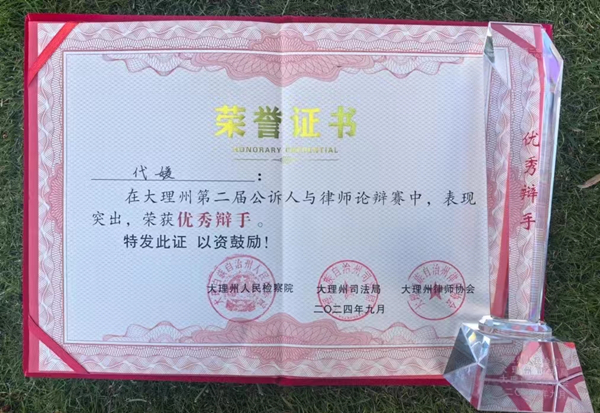 荣誉证书
HONORARY CREDENTIAL
代媛：
在大理州第二届公诉人与律师论辩赛中，表现
突出，荣获优秀辩手。
特发此证 以资鼓励！
大理州人民检察院 大理州司法局 大理州律师协会
二〇二四年九月
优秀辩手